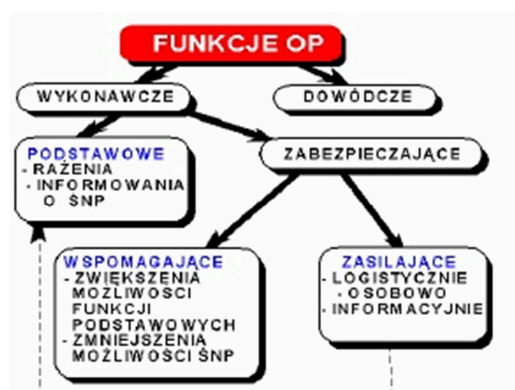 FUNKCJE OP
WYKONAWCZE
DOWÓDCZE
PODSTAWOWE
- RAŻENIA
- INFORMOWANIA
O ŚNP
ZABEZPIECZAJĄCE
WSPOMAGAJĄCE
- ZWIĘKSZENIA
MOŻLIWOŚCI
FUNKCJI
PODSTAWOWYCH
- ZMNIEJSZENIA
MOŻLIWOŚCI ŚNP
ZASILAJĄCE
- LOGISTYCZNIE
- OSOBOWO
- INFORMACYJNIE